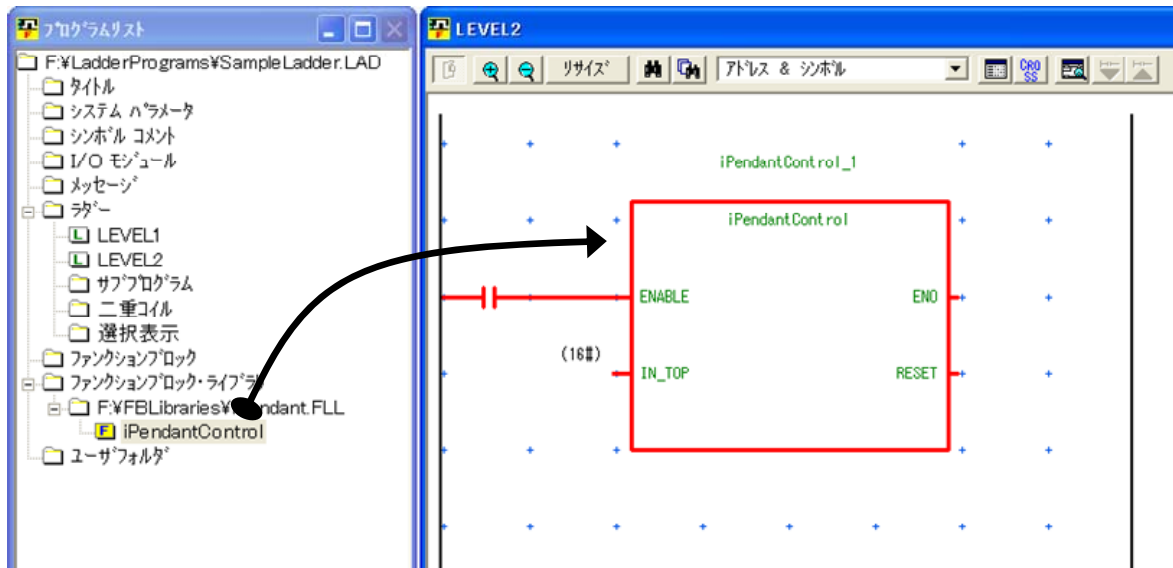 プログラムリスト
F:¥LadderPrograms¥SampleLadder.LAD
タイトル
システム パラメータ
シンボル コメント
I/O モジュール
メッセージ
ラダー
LEVEL1
LEVEL2
サブプログラム
二重コイル
選択表示
ファンクションブロック
ファンクションブロック・ライブラリ
F:¥FBLibraries¥ ndant.FLL
iPendantControl
ユーザフォルダ
LEVEL2
リサイズ アドレス & シンボル CRO
SS
iPendantControl_1
iPendantControl
ENABLE ENO
(16#)
IN_TOP RESET